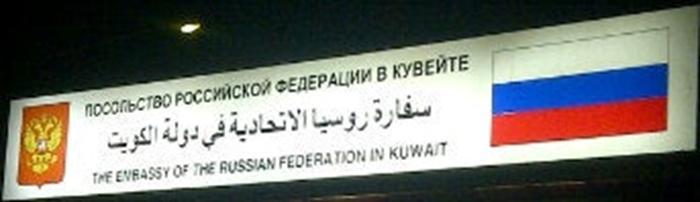 ПОСОЛЬСТВО РОССИЙСКОЙ ФЕДЕРАЦИИ В КУВЕЙТЕ
سفارة روسيا الاتحادية في دولة الكويت
THE EMBASSY OF THE RUSSIAN FEDERATION IN KUWAIT